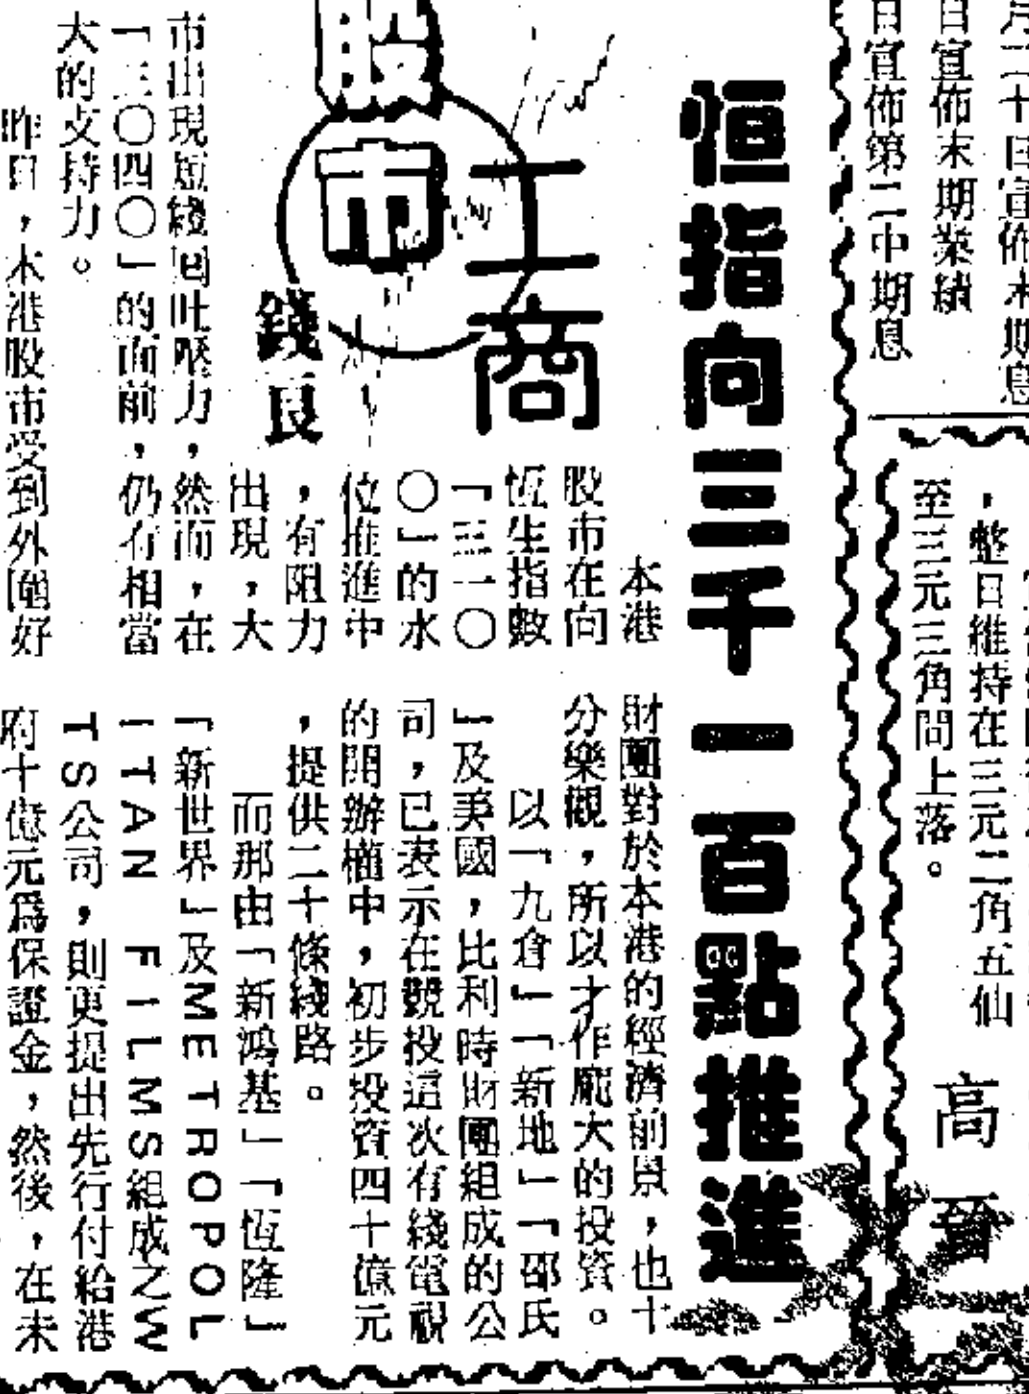 日宣佈末期息
目宣佈末期業績
宣佈第二中期息
，整日維持在三元二角五仙
至三元三角間上落。
高
恒指向三千一百點推進
工商
股市
錢良
本港
股市在向
恆生指數
「三一〇
〇」的水
位推進中
，有阻力
出現，大
市出現短綫回吐壓力，然而，在
「三〇四〇」的面前，仍有相當
大的支持力。
昨日，本港股市受到外圍好
財團對於本港的經濟前景，也十
分樂觀，所以才作龐大的投資。
以「九倉」「新地」「邵氏
」及美國，比利時財團組成的公
司，已表示在競投這次有綫電視
的開辦權中，初步投資四十億元
，提供二十條綫路。
而那由「新鴻基」「恆隆」
「新世界」及METROPOL
ITAN FILMS組成之W
TS公司，則更提出先行付給港
府十億元爲保證金，然後，在未